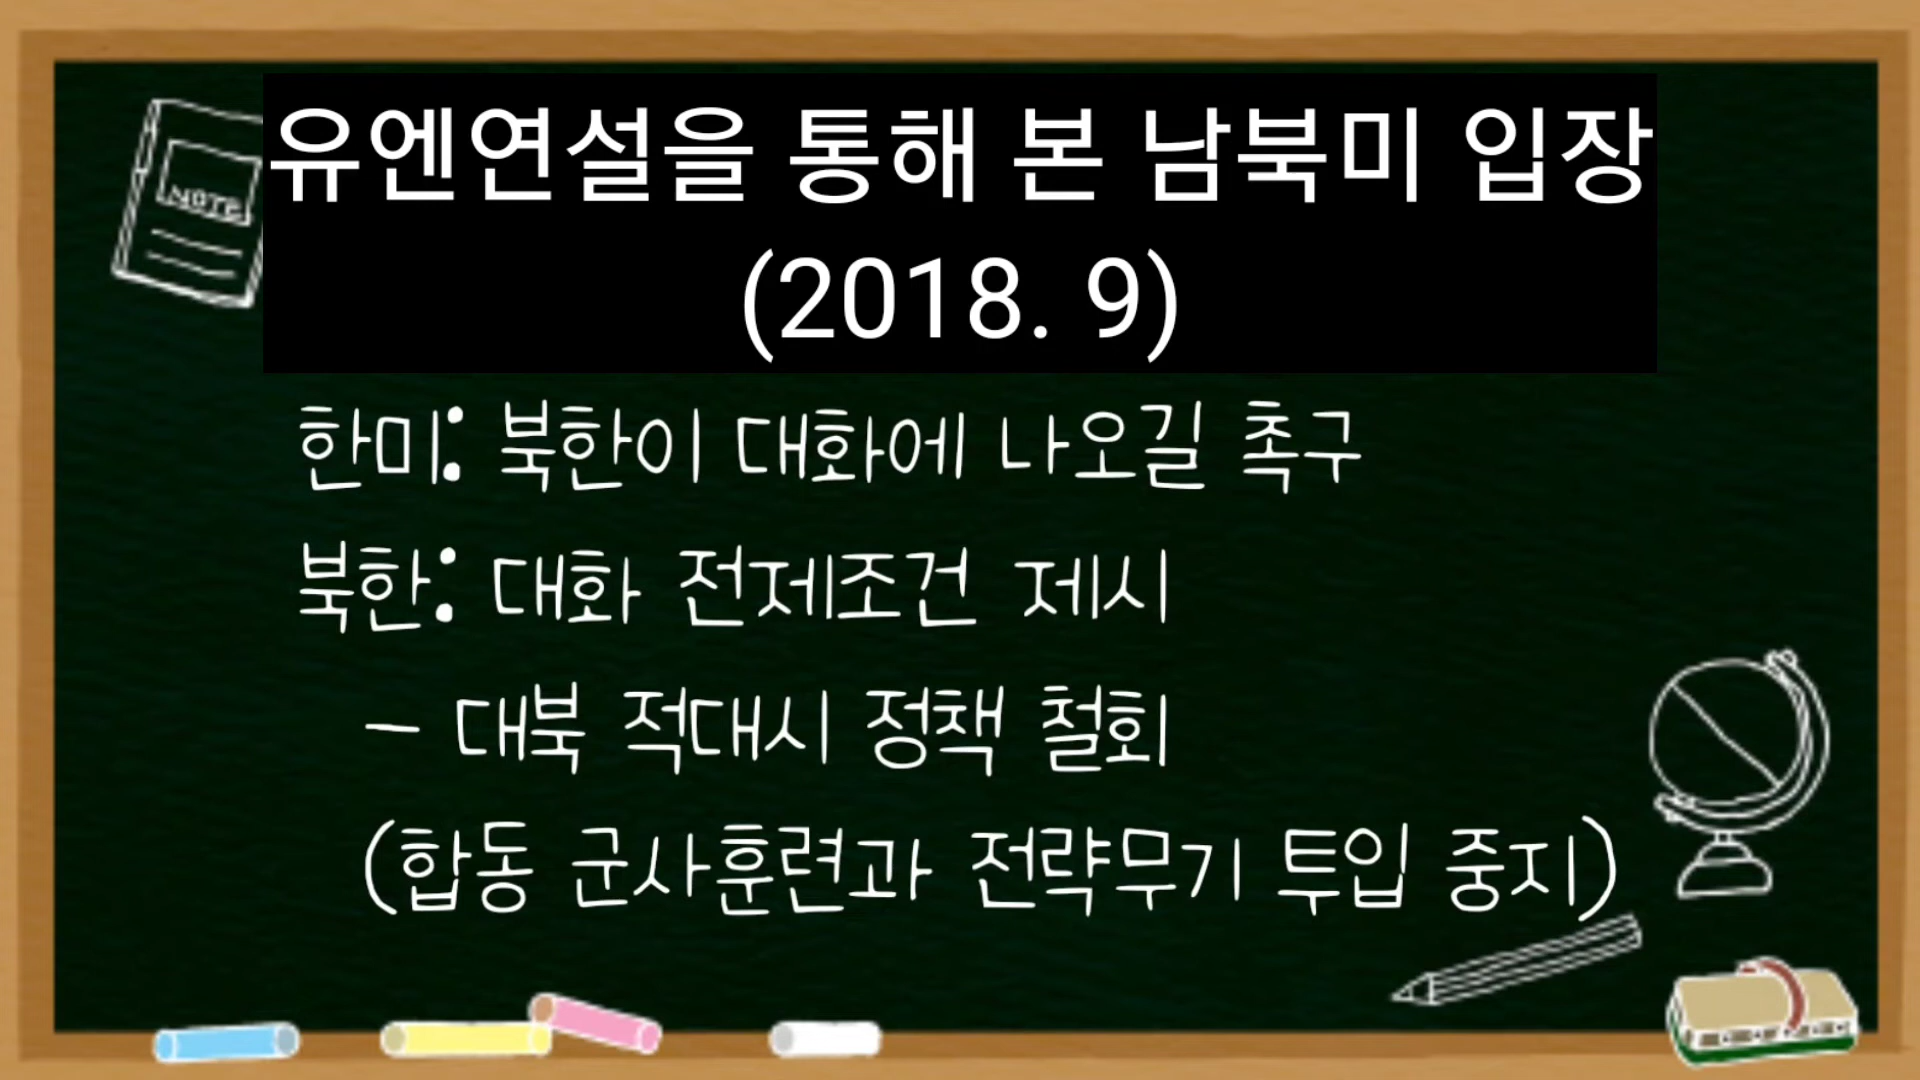 NOTE
유엔연설을 통해 본 남북미 입장
(2018. 9)
한미: 북한이 대화에 나오길 촉구
북한: 대화 전제조건 제시
- 대북 적대시 정책 철회
(합동 군사훈련과 전략무기 투입 중지)